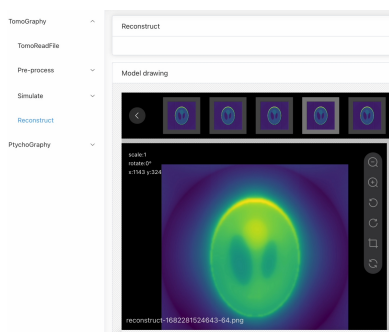 TomoGraphy
TomoReadFile
Pre-process
Simulate
Reconstruct
PtychoGraphy
Reconstruct
Model drawing
scale:1
rotate:0°
x:1143 y:324
reconstruct-1682281524643-64.png